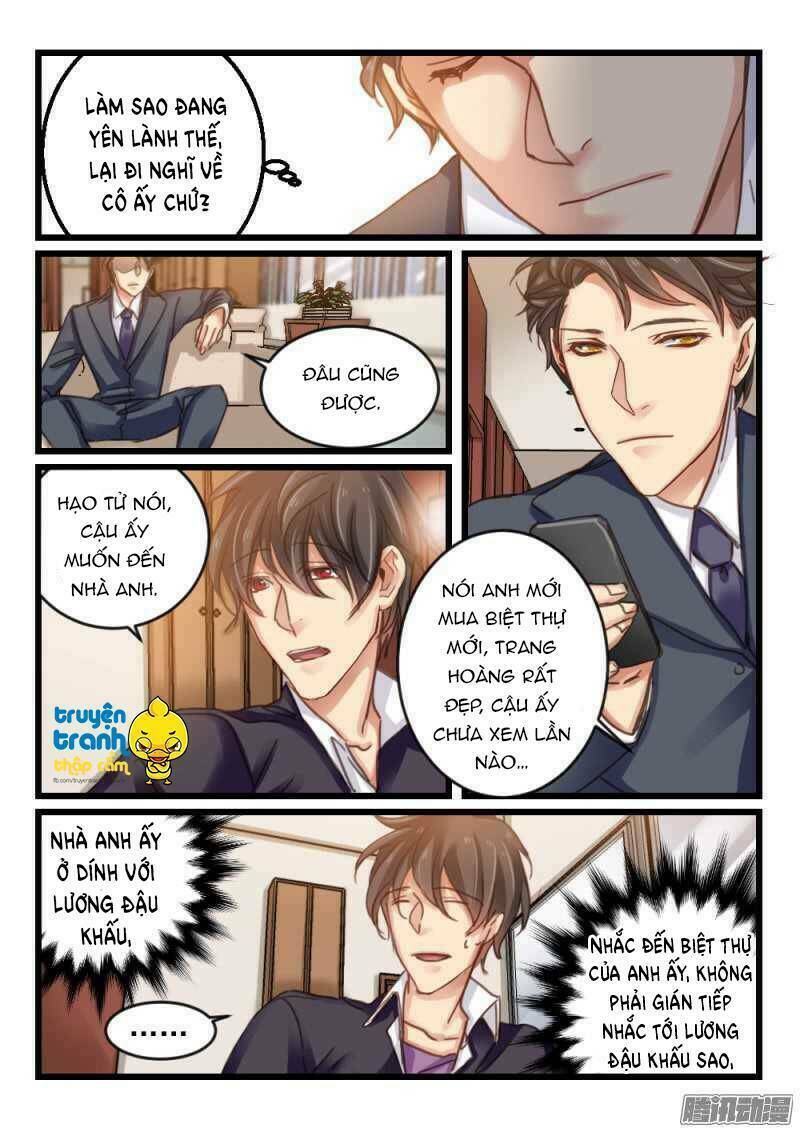 LÀM SAO ĐANG
YÊN LÀNH THẾ,
LẠI ĐI NGHĨ VỀ
CÔ ẤY CHỨ?
ĐÂU CŨNG
ĐƯỢC.
HẠO TỬ NÓI,
CẬU ẤY
MUỐN ĐẾN
NHÀ ANH.
NÓI ANH MỚI
MUA BIỆT THỰ
MỚI, TRANG
HOÀNG RẤT
ĐẸP, CẬU ẤY
CHƯA XEM LẦN
NÀO...
truyện
tranh
thập cẩm
NHÀ ANH ẤY
Ở DÍNH VỚI
LƯƠNG ĐẬU
KHẤU,
......
NHẮC ĐẾN BIỆT THỰ
CỦA ANH ẤY, KHÔNG
PHẢI GIÁN TIẾP
NHẮC TỚI LƯƠNG
ĐẬU KHẤU SAO,
腾讯动漫